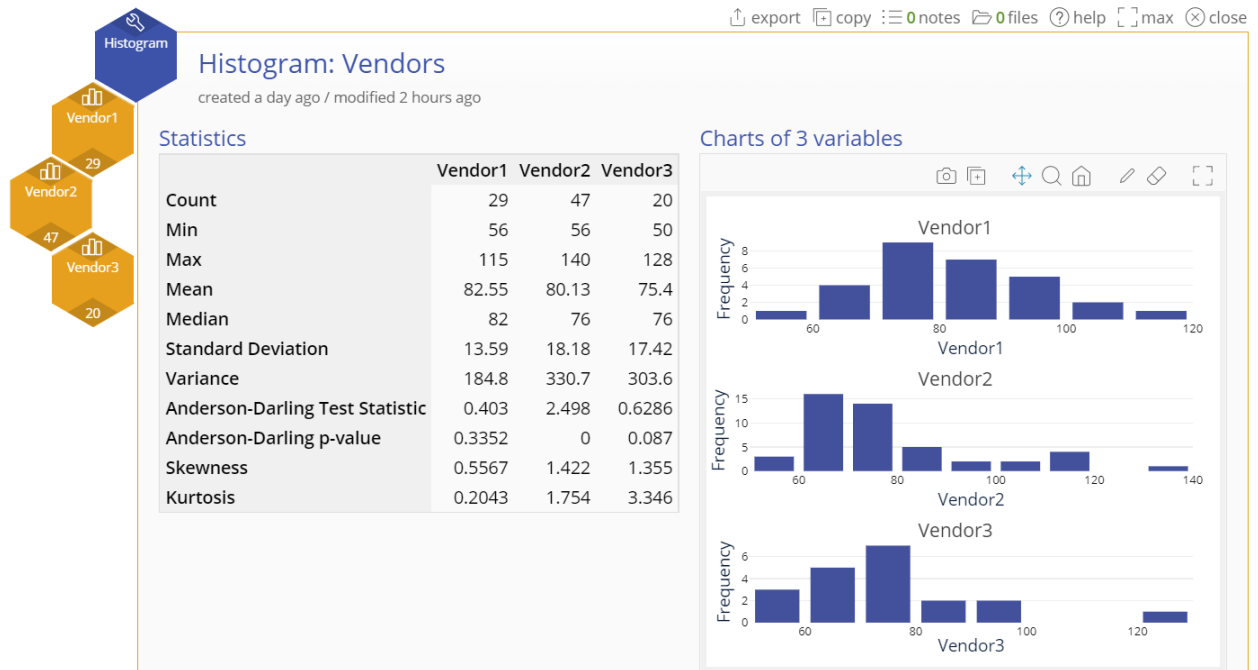 export copy 0 notes 0 files help max close
Histogram
Vendor1
29
Vendor2
47
Vendor3
20
Histogram: Vendors
created a day ago / modified 2 hours ago
Statistics
Vendor1 Vendor2 Vendor3
Count 29 47 20
Min 56 56 50
Max 115 140 128
Mean 82.55 80.13 75.4
Median 82 76 76
Standard Deviation 13.59 18.18 17.42
Variance 184.8 330.7 303.6
Anderson-Darling Test Statistic 0.403 2.498 0.6286
Anderson-Darling p-value 0.3352 0 0.087
Skewness 0.5567 1.422 1.355
Kurtosis 0.2043 1.754 3.346
Charts of 3 variables
Vendor1
Frequency
8
6
4
2
0
60 80 100 120
Vendor1
Vendor2
Frequency
15
10
5
0
60 80 100 120 140
Vendor2
Vendor3
Frequency
6
4
2
0
60 80 100 120
Vendor3